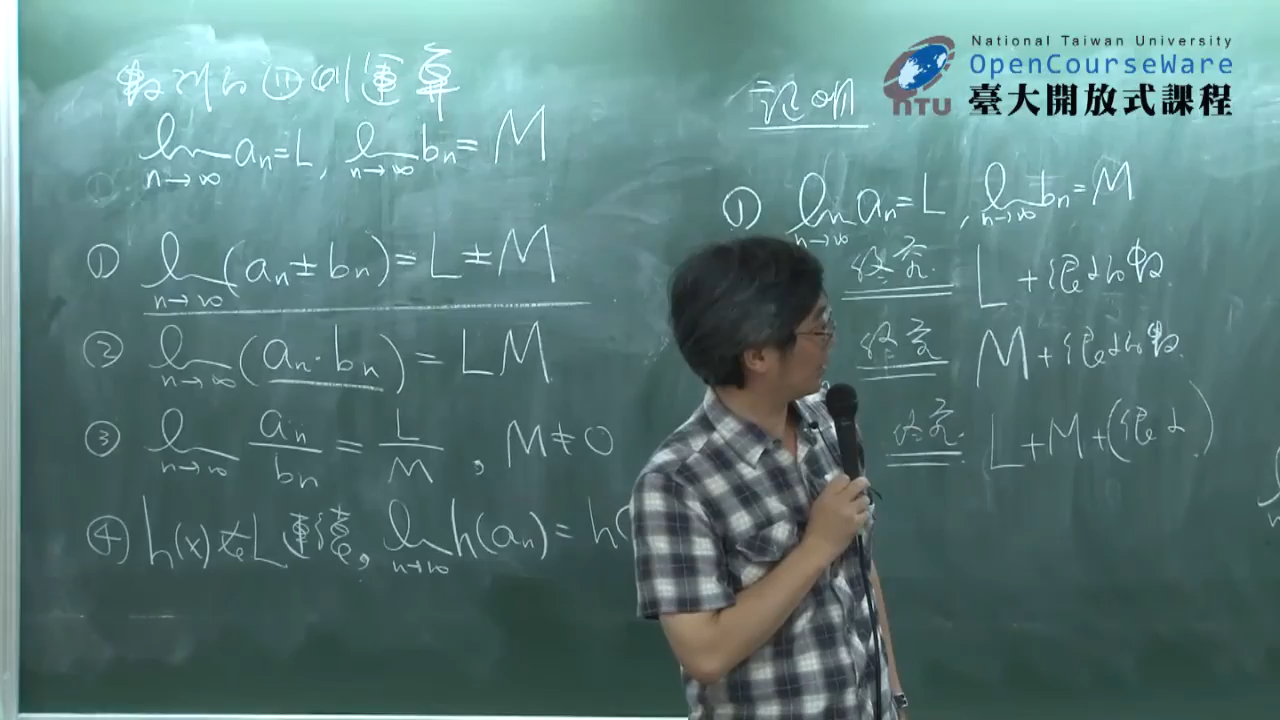 數列的四則運算
lim n→∞ an = L, lim n→∞ bn = M
① lim n→∞ (an ± bn) = L ± M
② lim n→∞ (an · bn) = LM
③ lim n→∞ an/bn = L/M , M ≠ 0
④ h(x) 在 L 連續, lim n→∞ h(an) = h(
National Taiwan University
OpenCourseWare
NTU 臺大開放式課程
證明
① lim n→∞ an = L , lim n→∞ bn = M
終究 L + 很小的數
終究 M + 很小的數
終究 L + M + (很小)